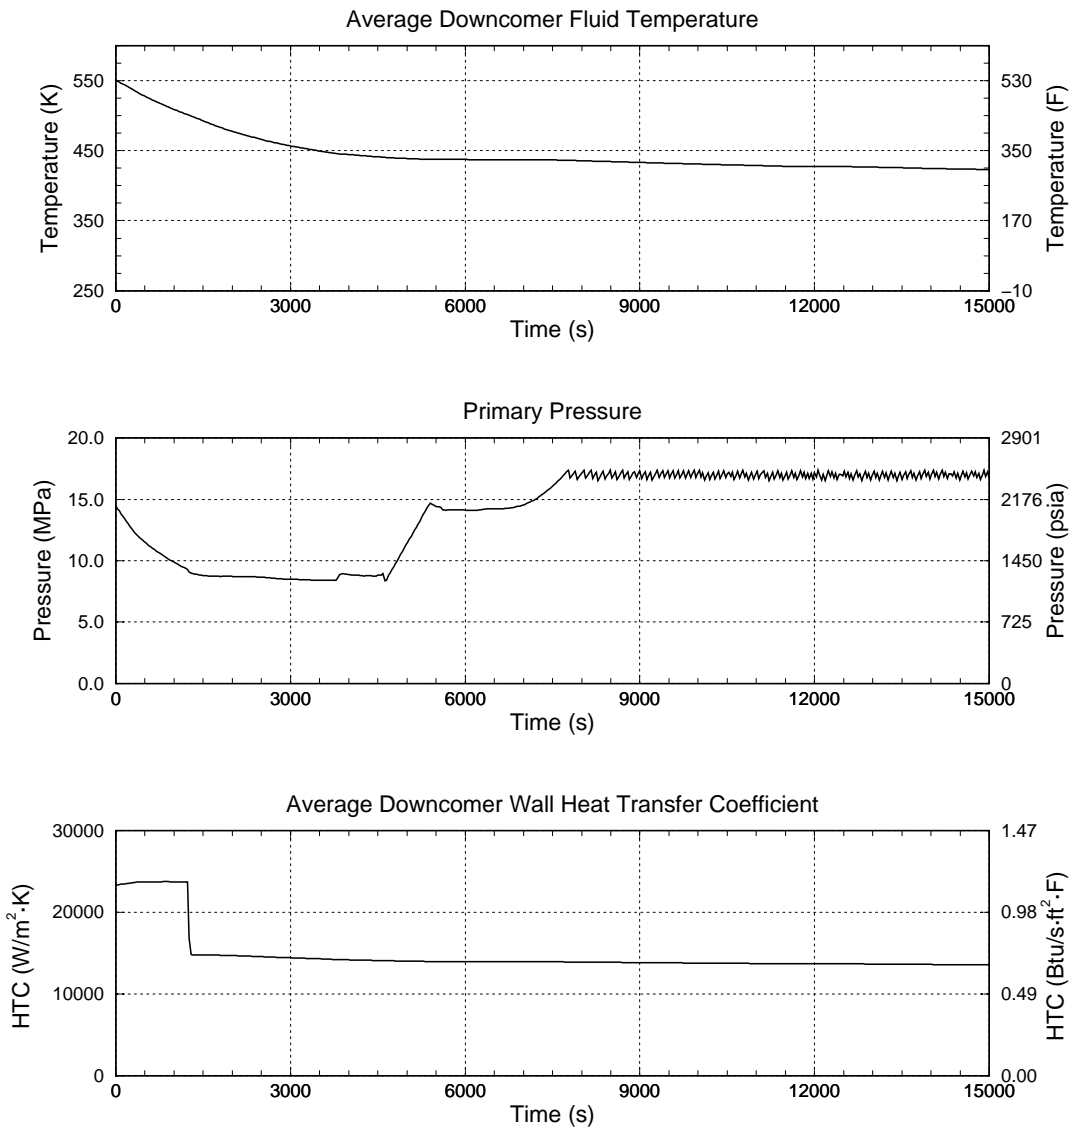 Average Downcomer Fluid Temperature
Temperature (K)
550
450
350
250
530
350
170
−10
Temperature (F)
0 3000 6000 9000 12000 15000
Time (s)
Primary Pressure
Pressure (MPa)
20.0
15.0
10.0
5.0
0.0
2901
2176
1450
725
0
Pressure (psia)
0 3000 6000 9000 12000 15000
Time (s)
Average Downcomer Wall Heat Transfer Coefficient
HTC (W/m²·K)
30000
20000
10000
0
1.47
0.98
0.49
0.00
HTC (Btu/s·ft²·F)
0 3000 6000 9000 12000 15000
Time (s)